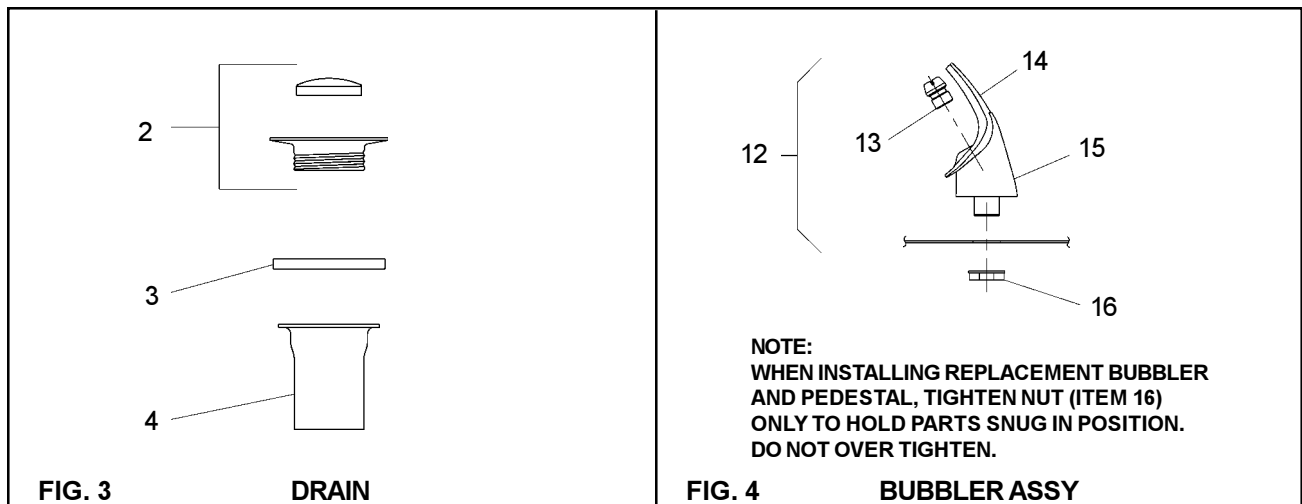 2
3
4
FIG. 3 DRAIN
14
13
12
15
16
NOTE:
WHEN INSTALLING REPLACEMENT BUBBLER
AND PEDESTAL, TIGHTEN NUT (ITEM 16)
ONLY TO HOLD PARTS SNUG IN POSITION.
DO NOT OVER TIGHTEN.
FIG. 4 BUBBLER ASSY